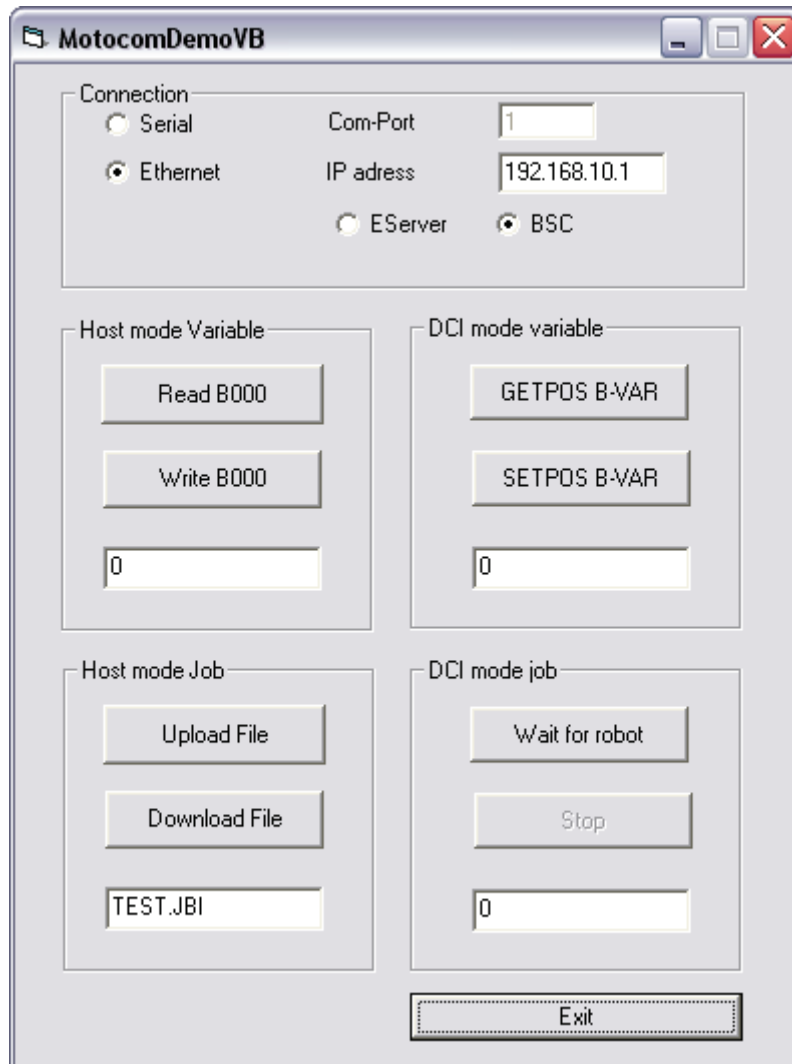 MotocomDemoVB
Connection
Serial Com-Port 1
Ethernet IP adress 192.168.10.1
EServer BSC
Host mode Variable
Read B000
Write B000
0
DCI mode variable
GETPOS B-VAR
SETPOS B-VAR
0
Host mode Job
Upload File
Download File
TEST.JBI
DCI mode job
Wait for robot
Stop
0
Exit